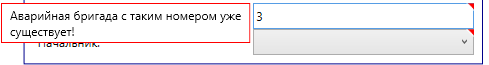 Аварийная бригада с таким номером уже 3
существует!
Начальник: